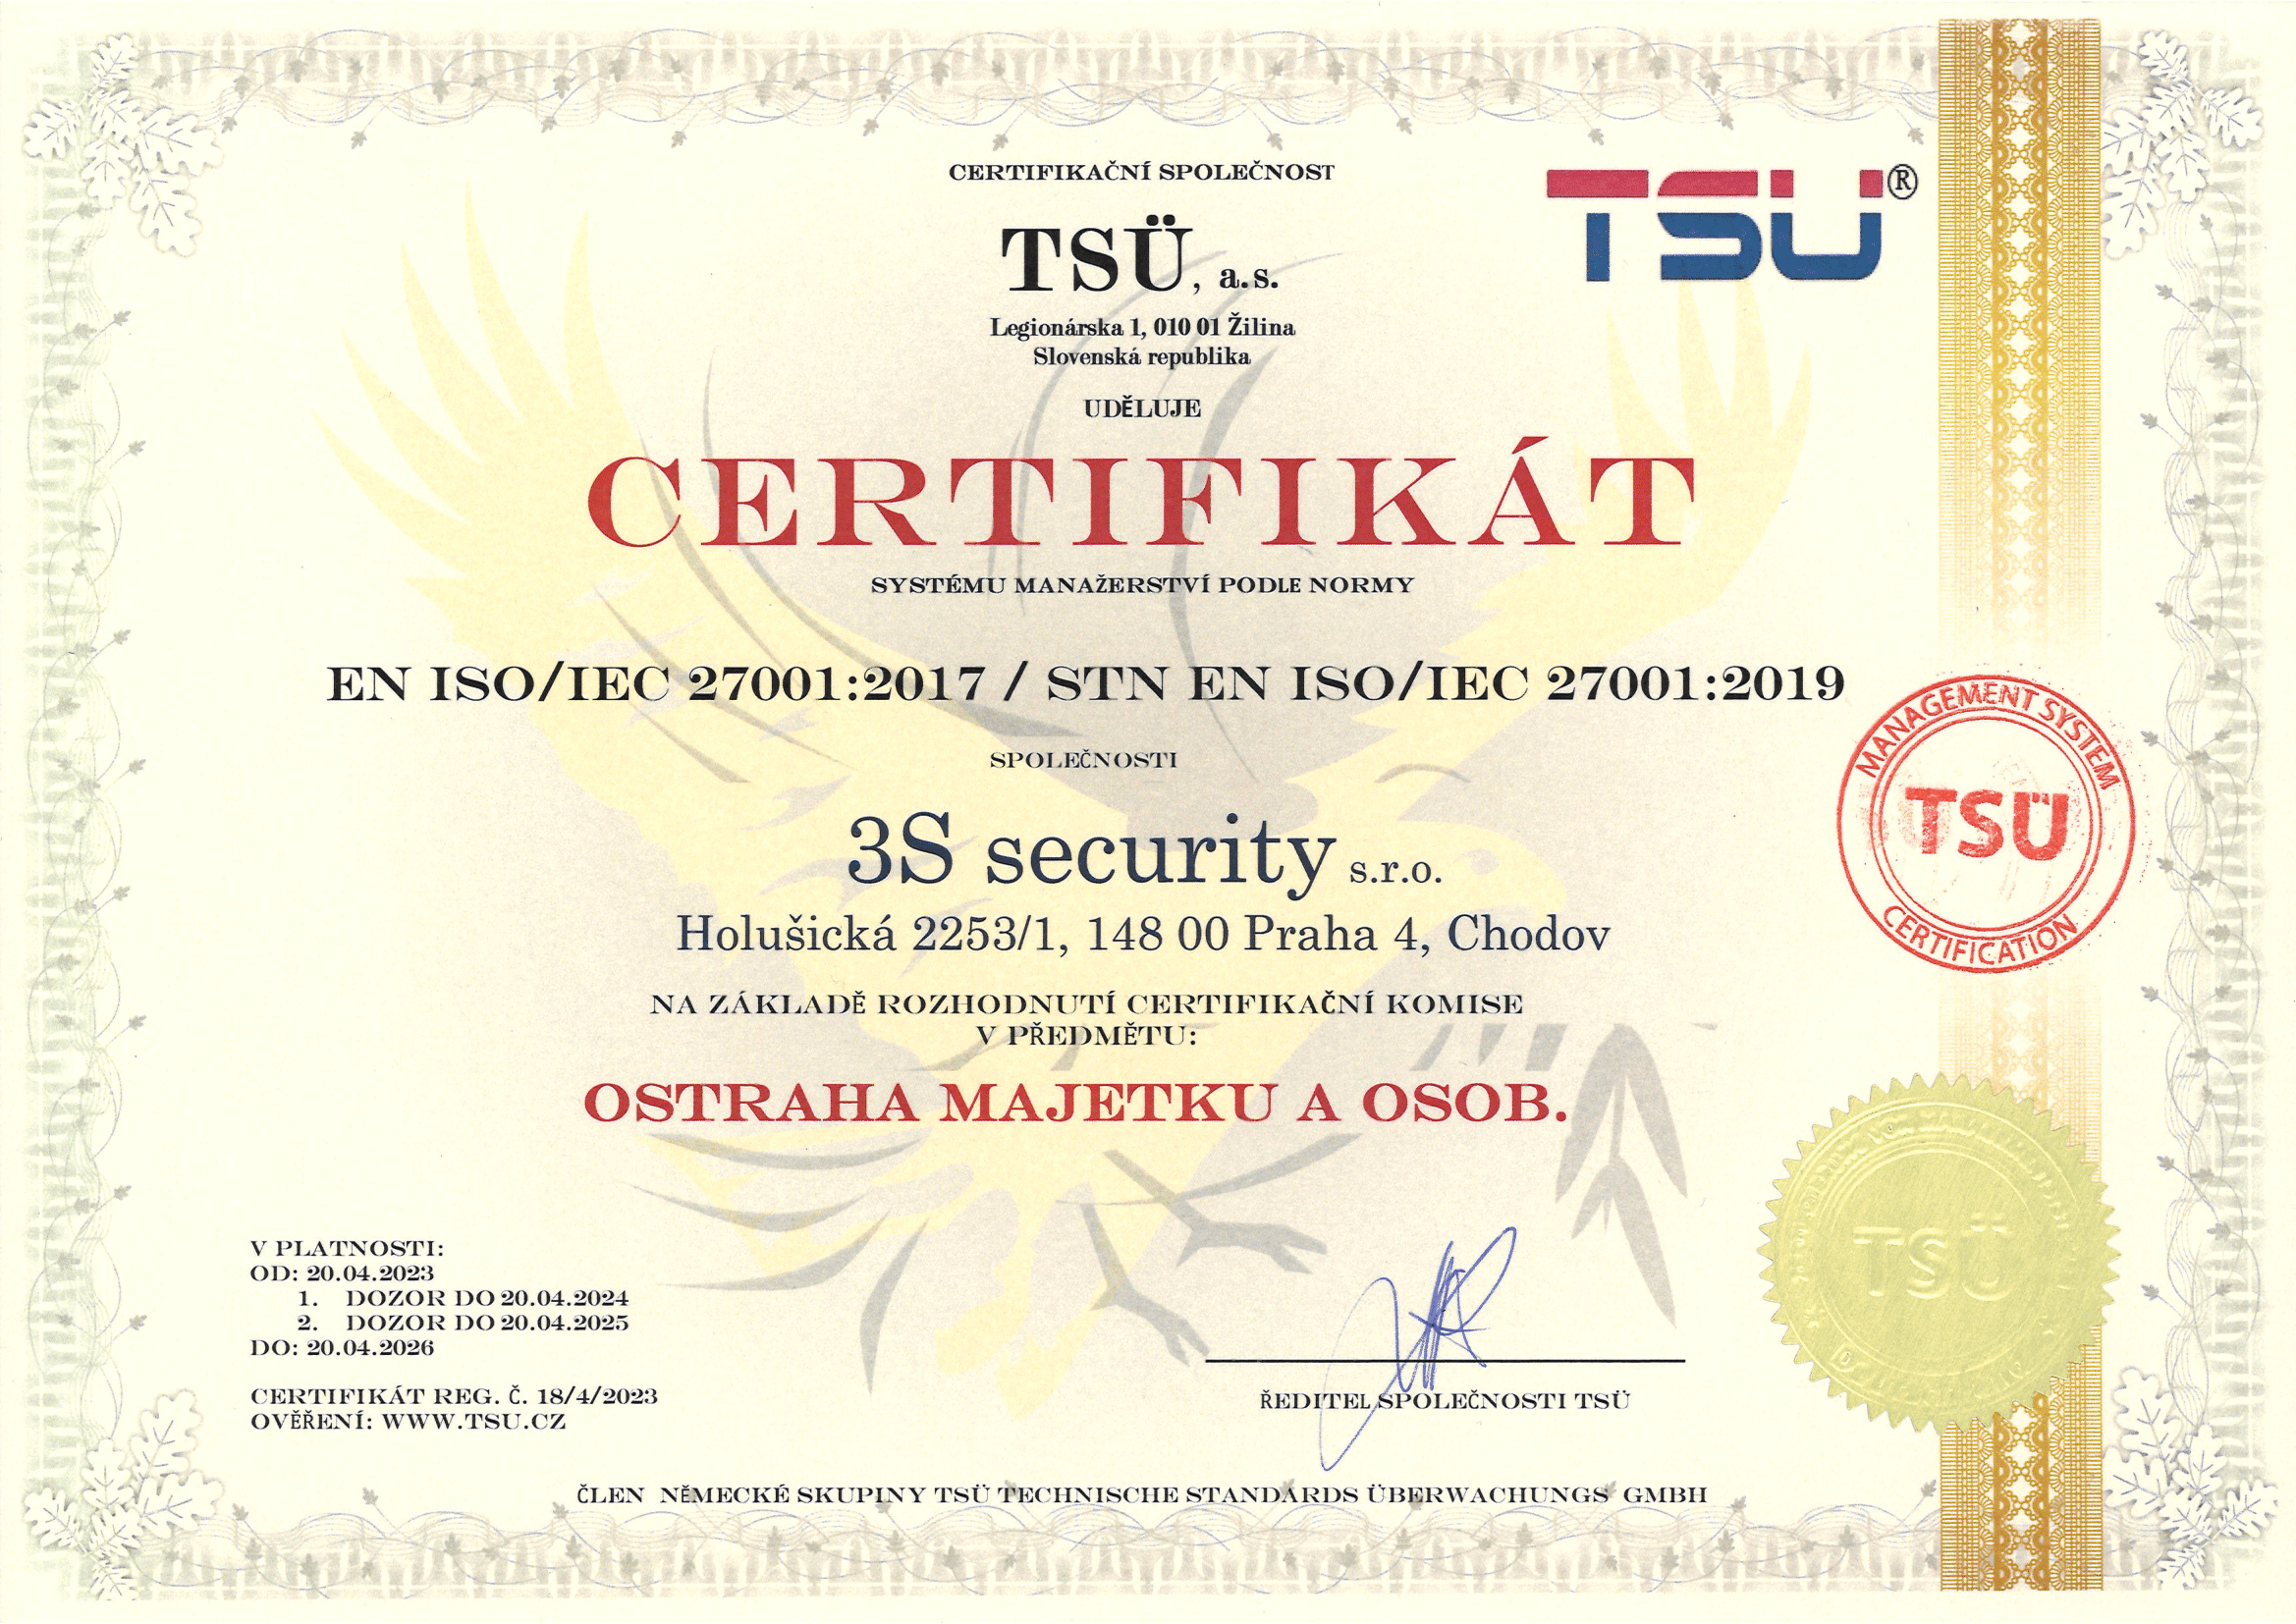 CERTIFIKAČNÍ SPOLEČNOST
TSÜ®
TSÜ, a.s.
Legionárska 1, 010 01 Žilina
Slovenská republika
UDĚLUJE
CERTIFIKÁT
SYSTÉMU MANAŽERSTVÍ PODLE NORMY
EN ISO/IEC 27001:2017 / STN EN ISO/IEC 27001:2019
SPOLEČNOSTI
MANAGEMENT SYSTEM
TSÜ
CERTIFICATION
3S security s.r.o.
Holušická 2253/1, 148 00 Praha 4, Chodov
NA ZÁKLADĚ ROZHODNUTÍ CERTIFIKAČNÍ KOMISE
V PŘEDMĚTU:
OSTRAHA MAJETKU A OSOB.
TSÜ
V PLATNOSTI:
OD: 20.04.2023
1. DOZOR DO 20.04.2024
2. DOZOR DO 20.04.2025
DO: 20.04.2026
CERTIFIKÁT REG. Č. 18/4/2023
OVĚŘENÍ: WWW.TSU.CZ
ŘEDITEL SPOLEČNOSTI TSÜ
ČLEN NĚMECKÉ SKUPINY TSÜ TECHNISCHE STANDARDS ÜBERWACHUNGS GMBH